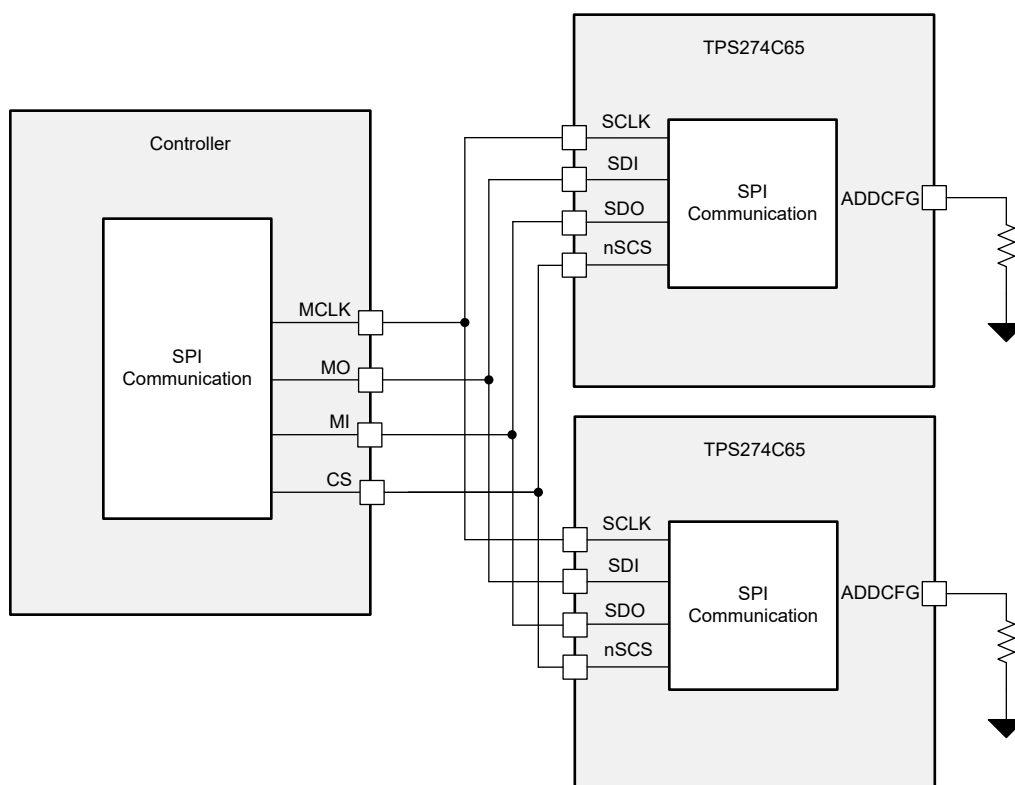 Controller
SPI
Communication
MCLK
MO
MI
CS
TPS274C65
SCLK
SDI
SDO
nSCS
SPI
Communication
ADDCFG
TPS274C65
SCLK
SDI
SDO
nSCS
SPI
Communication
ADDCFG